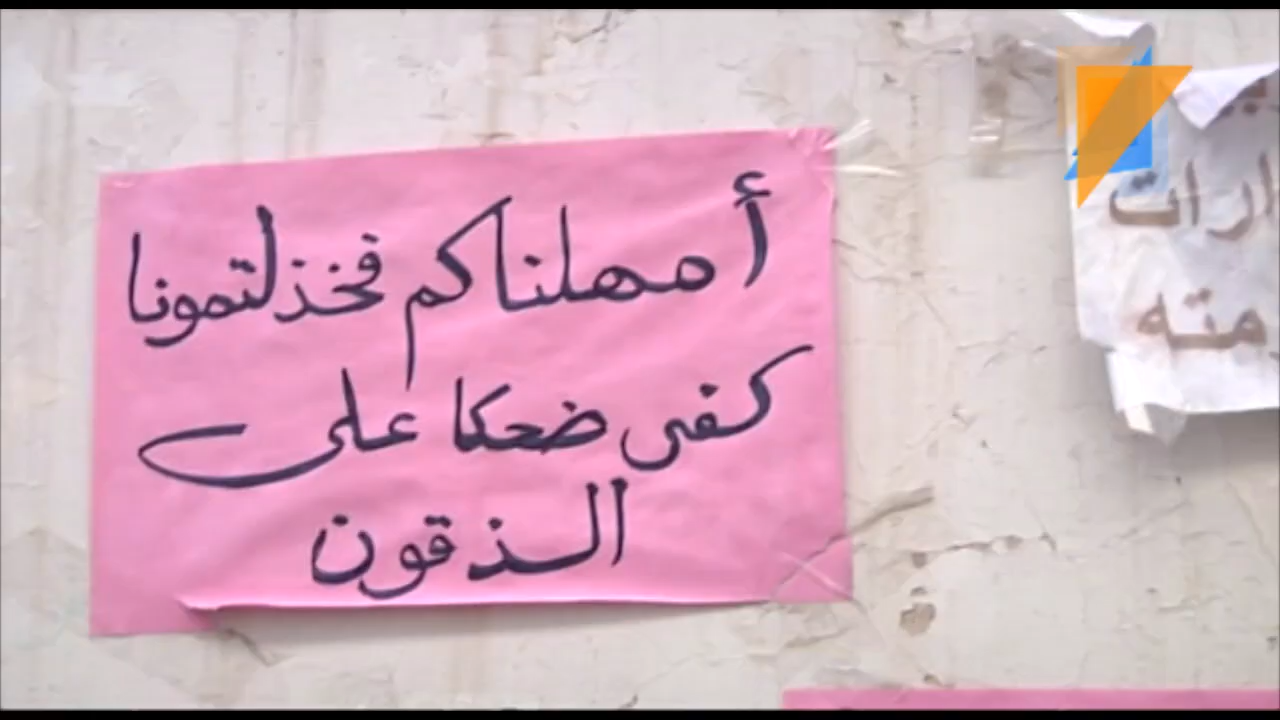 أمهلناكم فخذلتمونا
كفى ضحكا على
الذقون